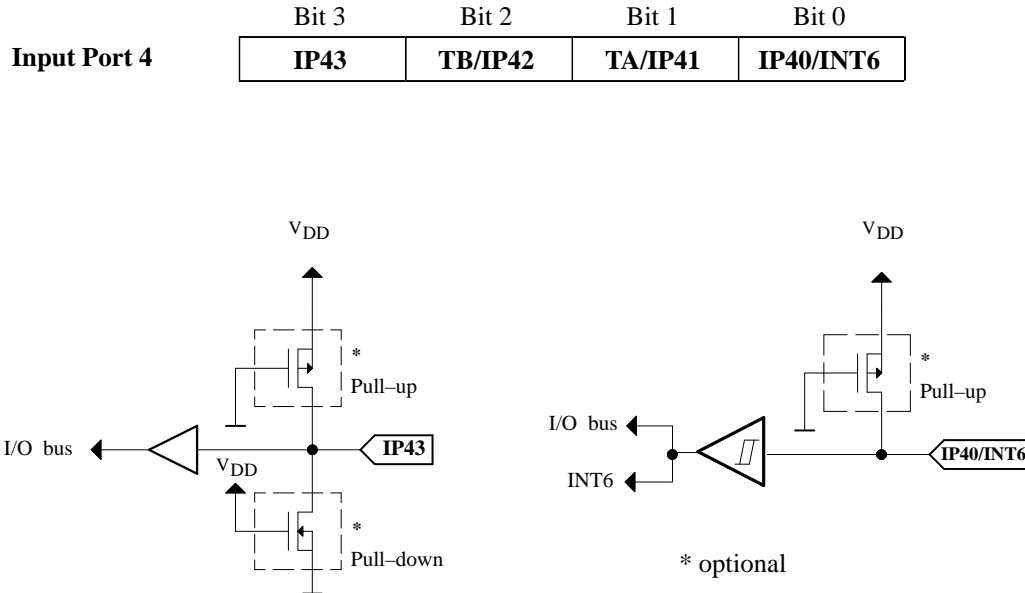 Bit 3 Bit 2 Bit 1 Bit 0
Input Port 4 IP43 TB/IP42 TA/IP41 IP40/INT6
VDD VDD
*
Pull–up
*
Pull–up
I/O bus IP43
VDD
*
Pull–down
I/O bus
INT6
IP40/INT6
* optional